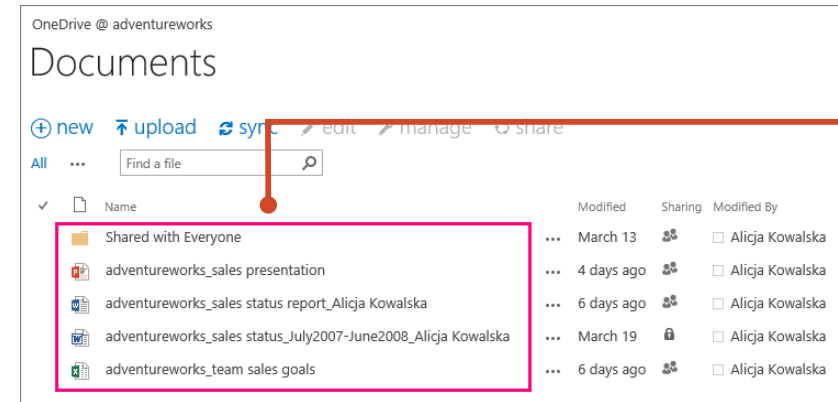 OneDrive @ adventureworks
Documents
new upload sync edit manage share
All ... Find a file
Name Modified Sharing Modified By
Shared with Everyone ... March 13 Alicja Kowalska
adventureworks_sales presentation ... 4 days ago Alicja Kowalska
adventureworks_sales status report_Alicja Kowalska ... 6 days ago Alicja Kowalska
adventureworks_sales status_July2007-June2008_Alicja Kowalska ... March 19 Alicja Kowalska
adventureworks_team sales goals ... 6 days ago Alicja Kowalska